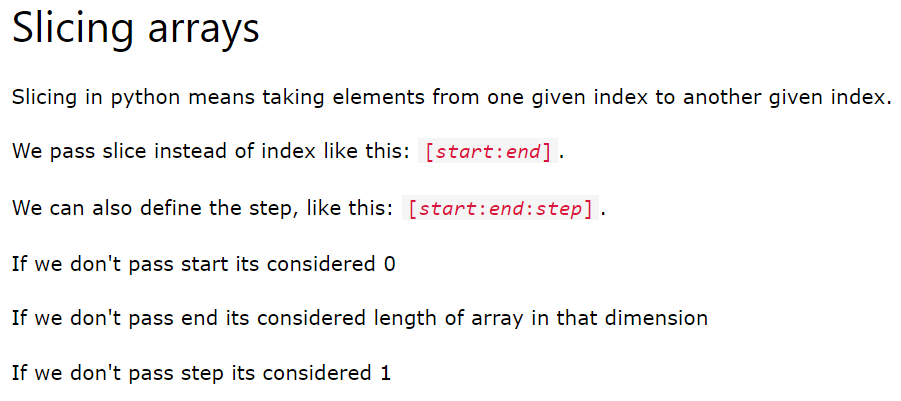 Slicing arrays
Slicing in python means taking elements from one given index to another given index.
We pass slice instead of index like this: [start:end].
We can also define the step, like this: [start:end:step].
If we don't pass start its considered 0
If we don't pass end its considered length of array in that dimension
If we don't pass step its considered 1